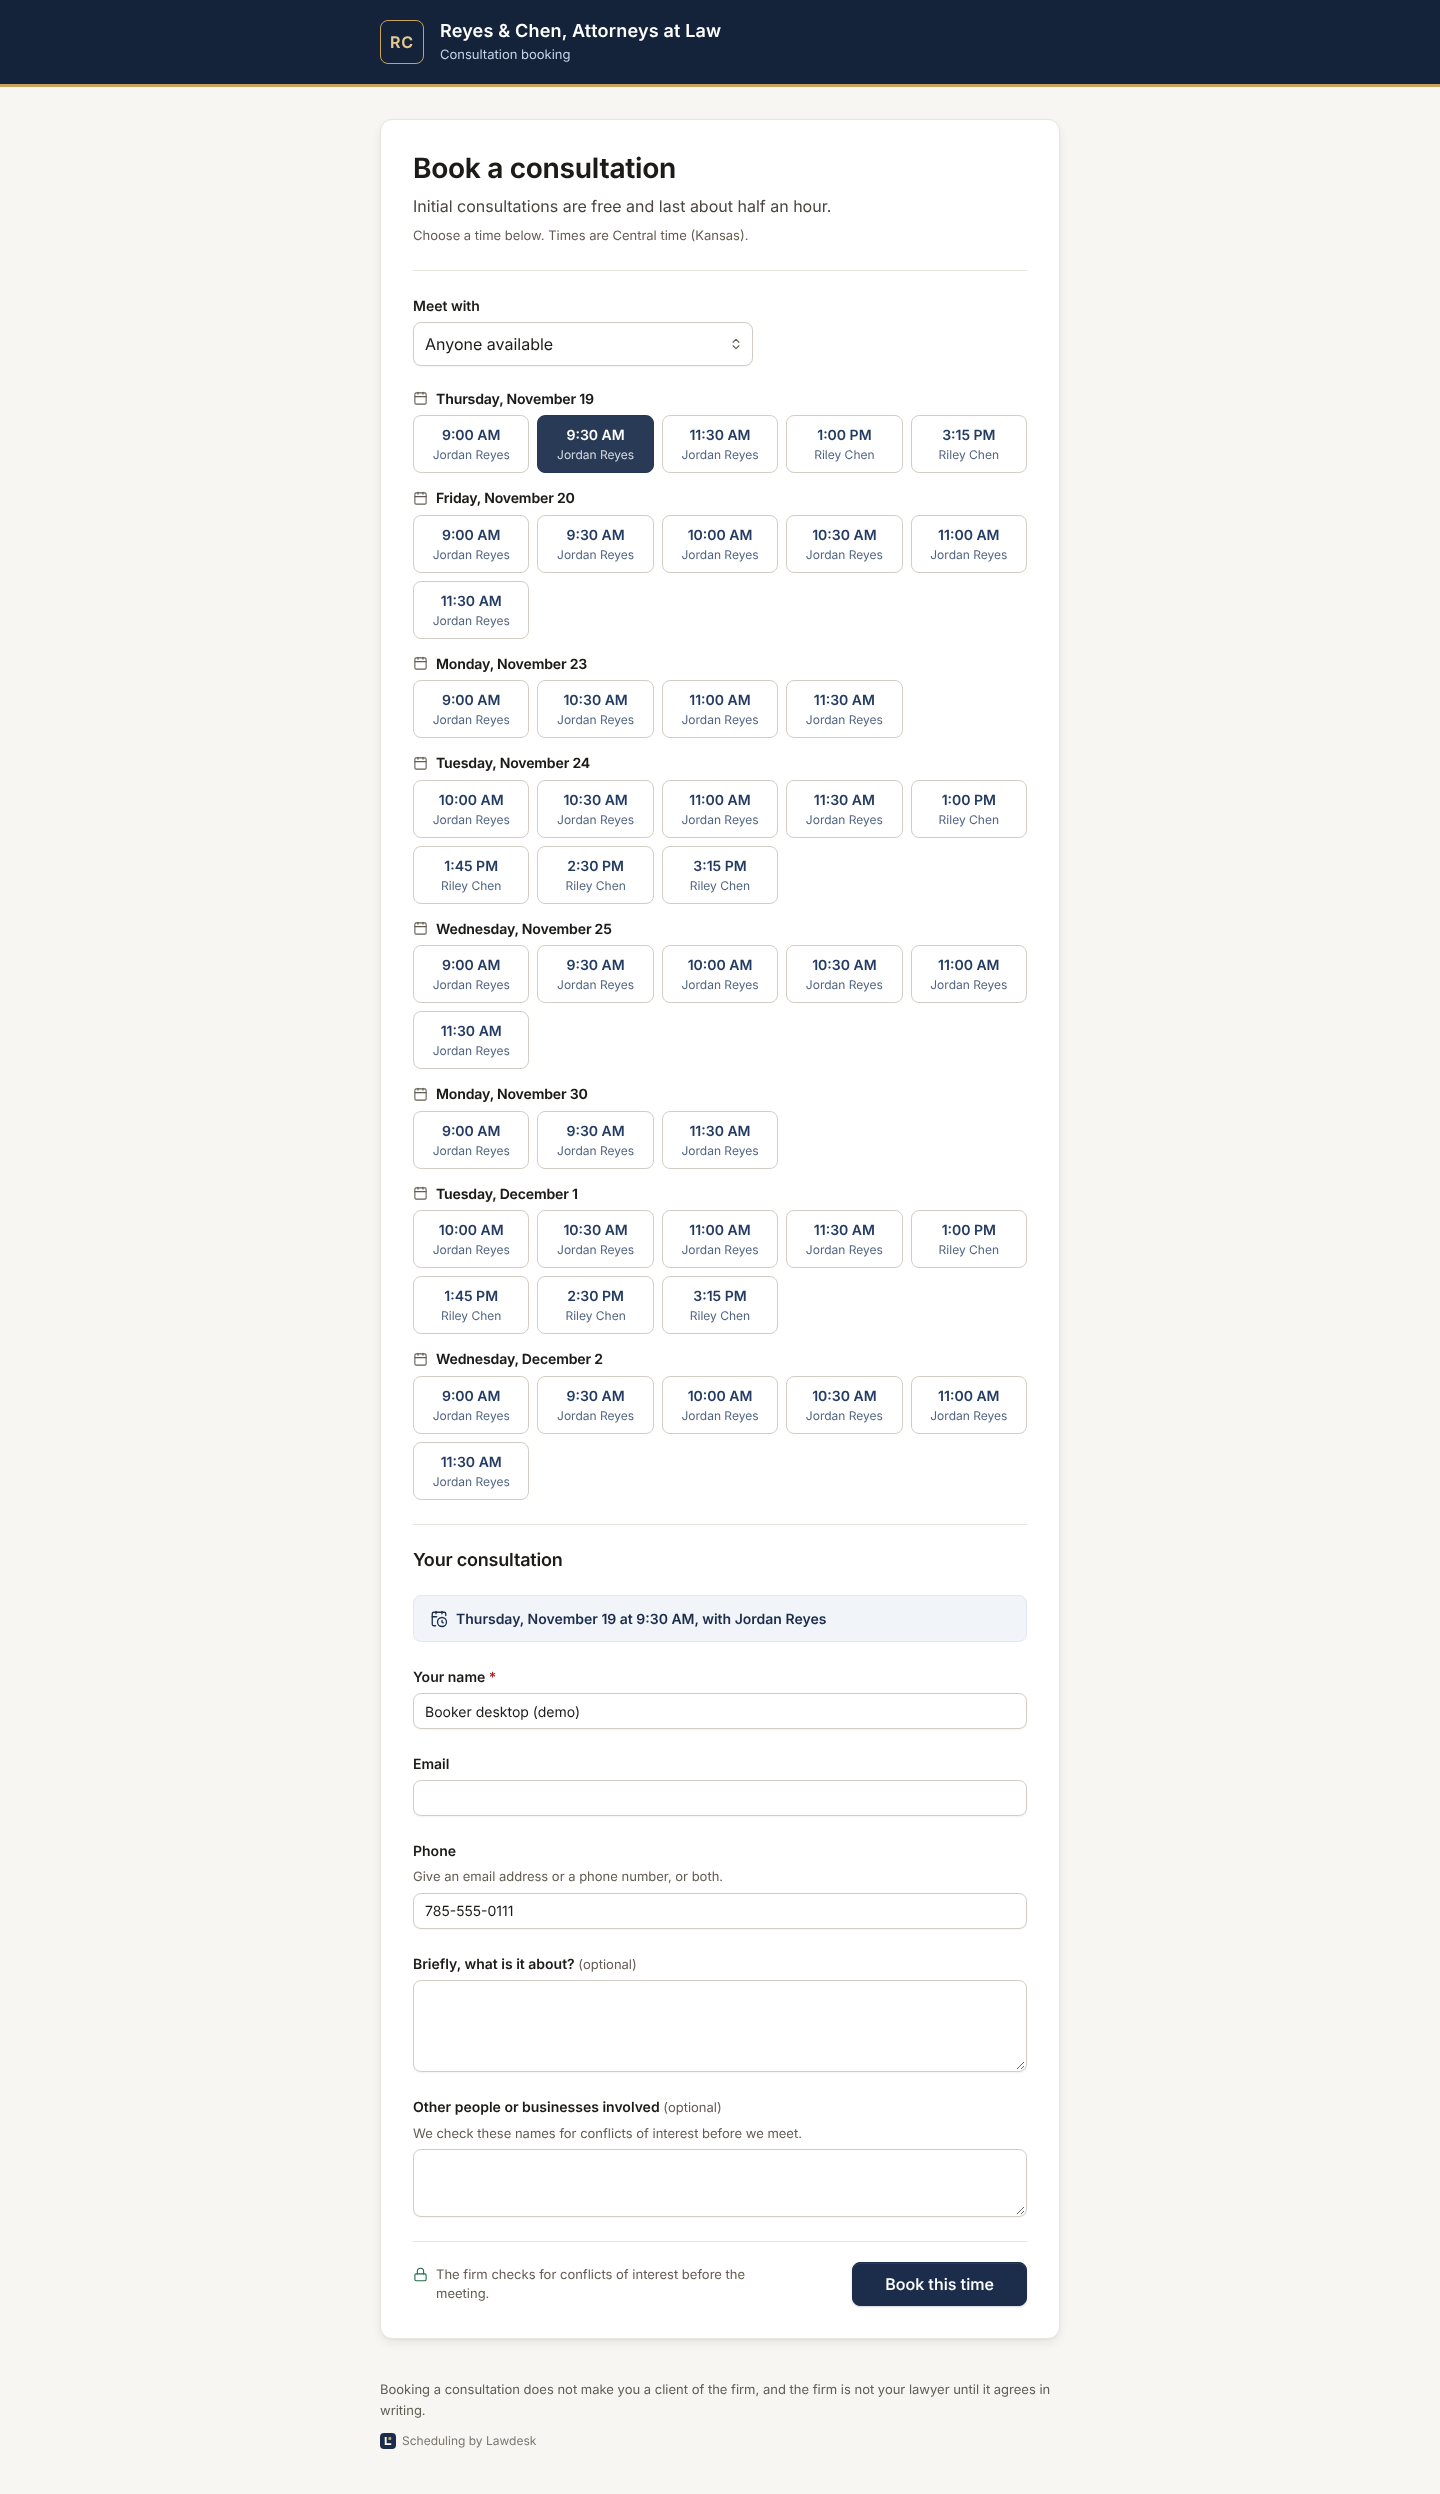 RC
Reyes & Chen, Attorneys at Law
Consultation booking
Book a consultation
Initial consultations are free and last about half an hour.
Choose a time below. Times are Central time (Kansas).
Meet with
Anyone available
Thursday, November 19
9:00 AM 9:30 AM 11:30 AM 1:00 PM 3:15 PM
Jordan Reyes Jordan Reyes Jordan Reyes Riley Chen Riley Chen
Friday, November 20
9:00 AM 9:30 AM 10:00 AM 10:30 AM 11:00 AM
Jordan Reyes Jordan Reyes Jordan Reyes Jordan Reyes Jordan Reyes
11:30 AM
Jordan Reyes
Monday, November 23
9:00 AM 10:30 AM 11:00 AM 11:30 AM
Jordan Reyes Jordan Reyes Jordan Reyes Jordan Reyes
Tuesday, November 24
10:00 AM 10:30 AM 11:00 AM 11:30 AM 1:00 PM
Jordan Reyes Jordan Reyes Jordan Reyes Jordan Reyes Riley Chen
1:45 PM 2:30 PM 3:15 PM
Riley Chen Riley Chen Riley Chen
Wednesday, November 25
9:00 AM 9:30 AM 10:00 AM 10:30 AM 11:00 AM
Jordan Reyes Jordan Reyes Jordan Reyes Jordan Reyes Jordan Reyes
11:30 AM
Jordan Reyes
Monday, November 30
9:00 AM 9:30 AM 11:30 AM
Jordan Reyes Jordan Reyes Jordan Reyes
Tuesday, December 1
10:00 AM 10:30 AM 11:00 AM 11:30 AM 1:00 PM
Jordan Reyes Jordan Reyes Jordan Reyes Jordan Reyes Riley Chen
1:45 PM 2:30 PM 3:15 PM
Riley Chen Riley Chen Riley Chen
Wednesday, December 2
9:00 AM 9:30 AM 10:00 AM 10:30 AM 11:00 AM
Jordan Reyes Jordan Reyes Jordan Reyes Jordan Reyes Jordan Reyes
11:30 AM
Jordan Reyes
Your consultation
Thursday, November 19 at 9:30 AM, with Jordan Reyes
Your name *
Booker desktop (demo)
Email
Phone
Give an email address or a phone number, or both.
785-555-0111
Briefly, what is it about? (optional)
Other people or businesses involved (optional)
We check these names for conflicts of interest before we meet.
The firm checks for conflicts of interest before the
meeting.
Book this time
Booking a consultation does not make you a client of the firm, and the firm is not your lawyer until it agrees in
writing.
L Scheduling by Lawdesk